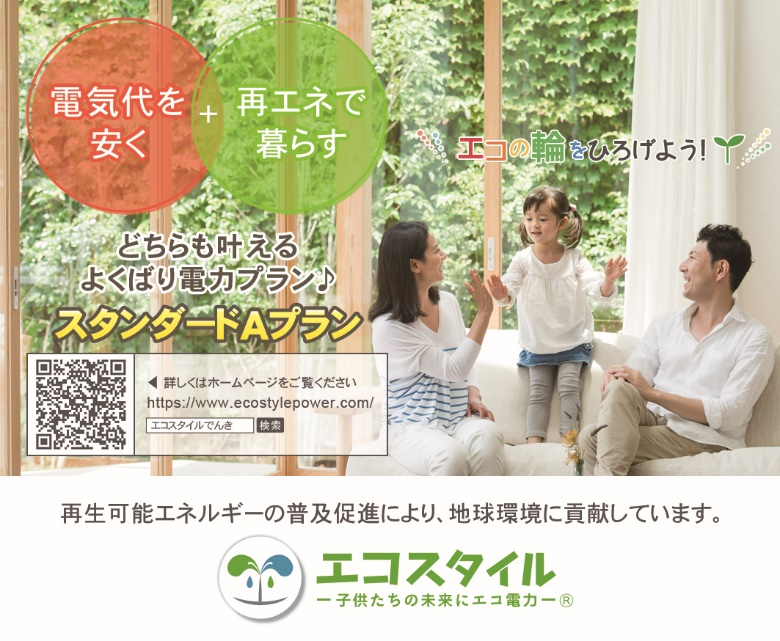 電気代を
安く
+
再エネで
暮らす
エコの輪をひろげよう!
どちらも叶える
よくばり電力プラン♪
スタンダードAプラン
◀ 詳しくはホームページをご覧ください
https://www.ecostylepower.com/
エコスタイルでんき 検索
再生可能エネルギーの普及促進により、地球環境に貢献しています。
エコスタイル
ー子供たちの未来にエコ電力ー®